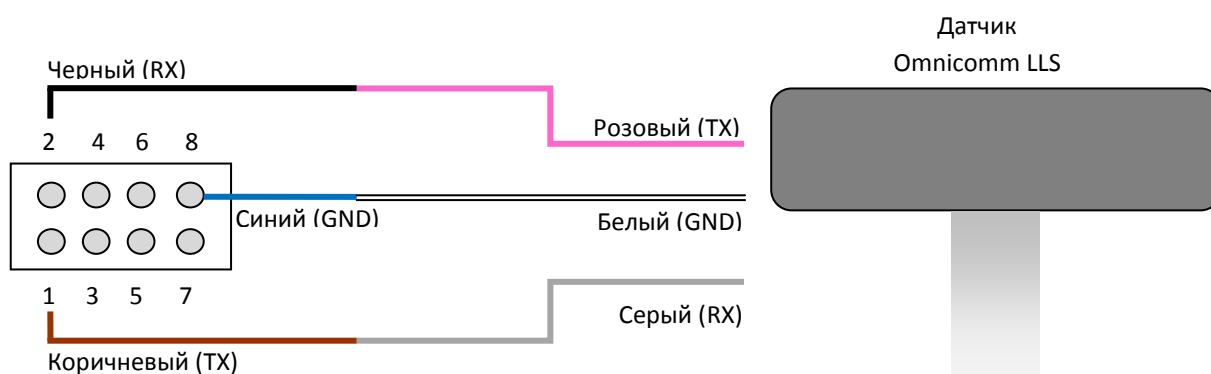 Датчик
Omnicomm LLS
Черный (RX)
Розовый (TX)
2 4 6 8
Синий (GND)
Белый (GND)
1 3 5 7
Серый (RX)
Коричневый (TX)